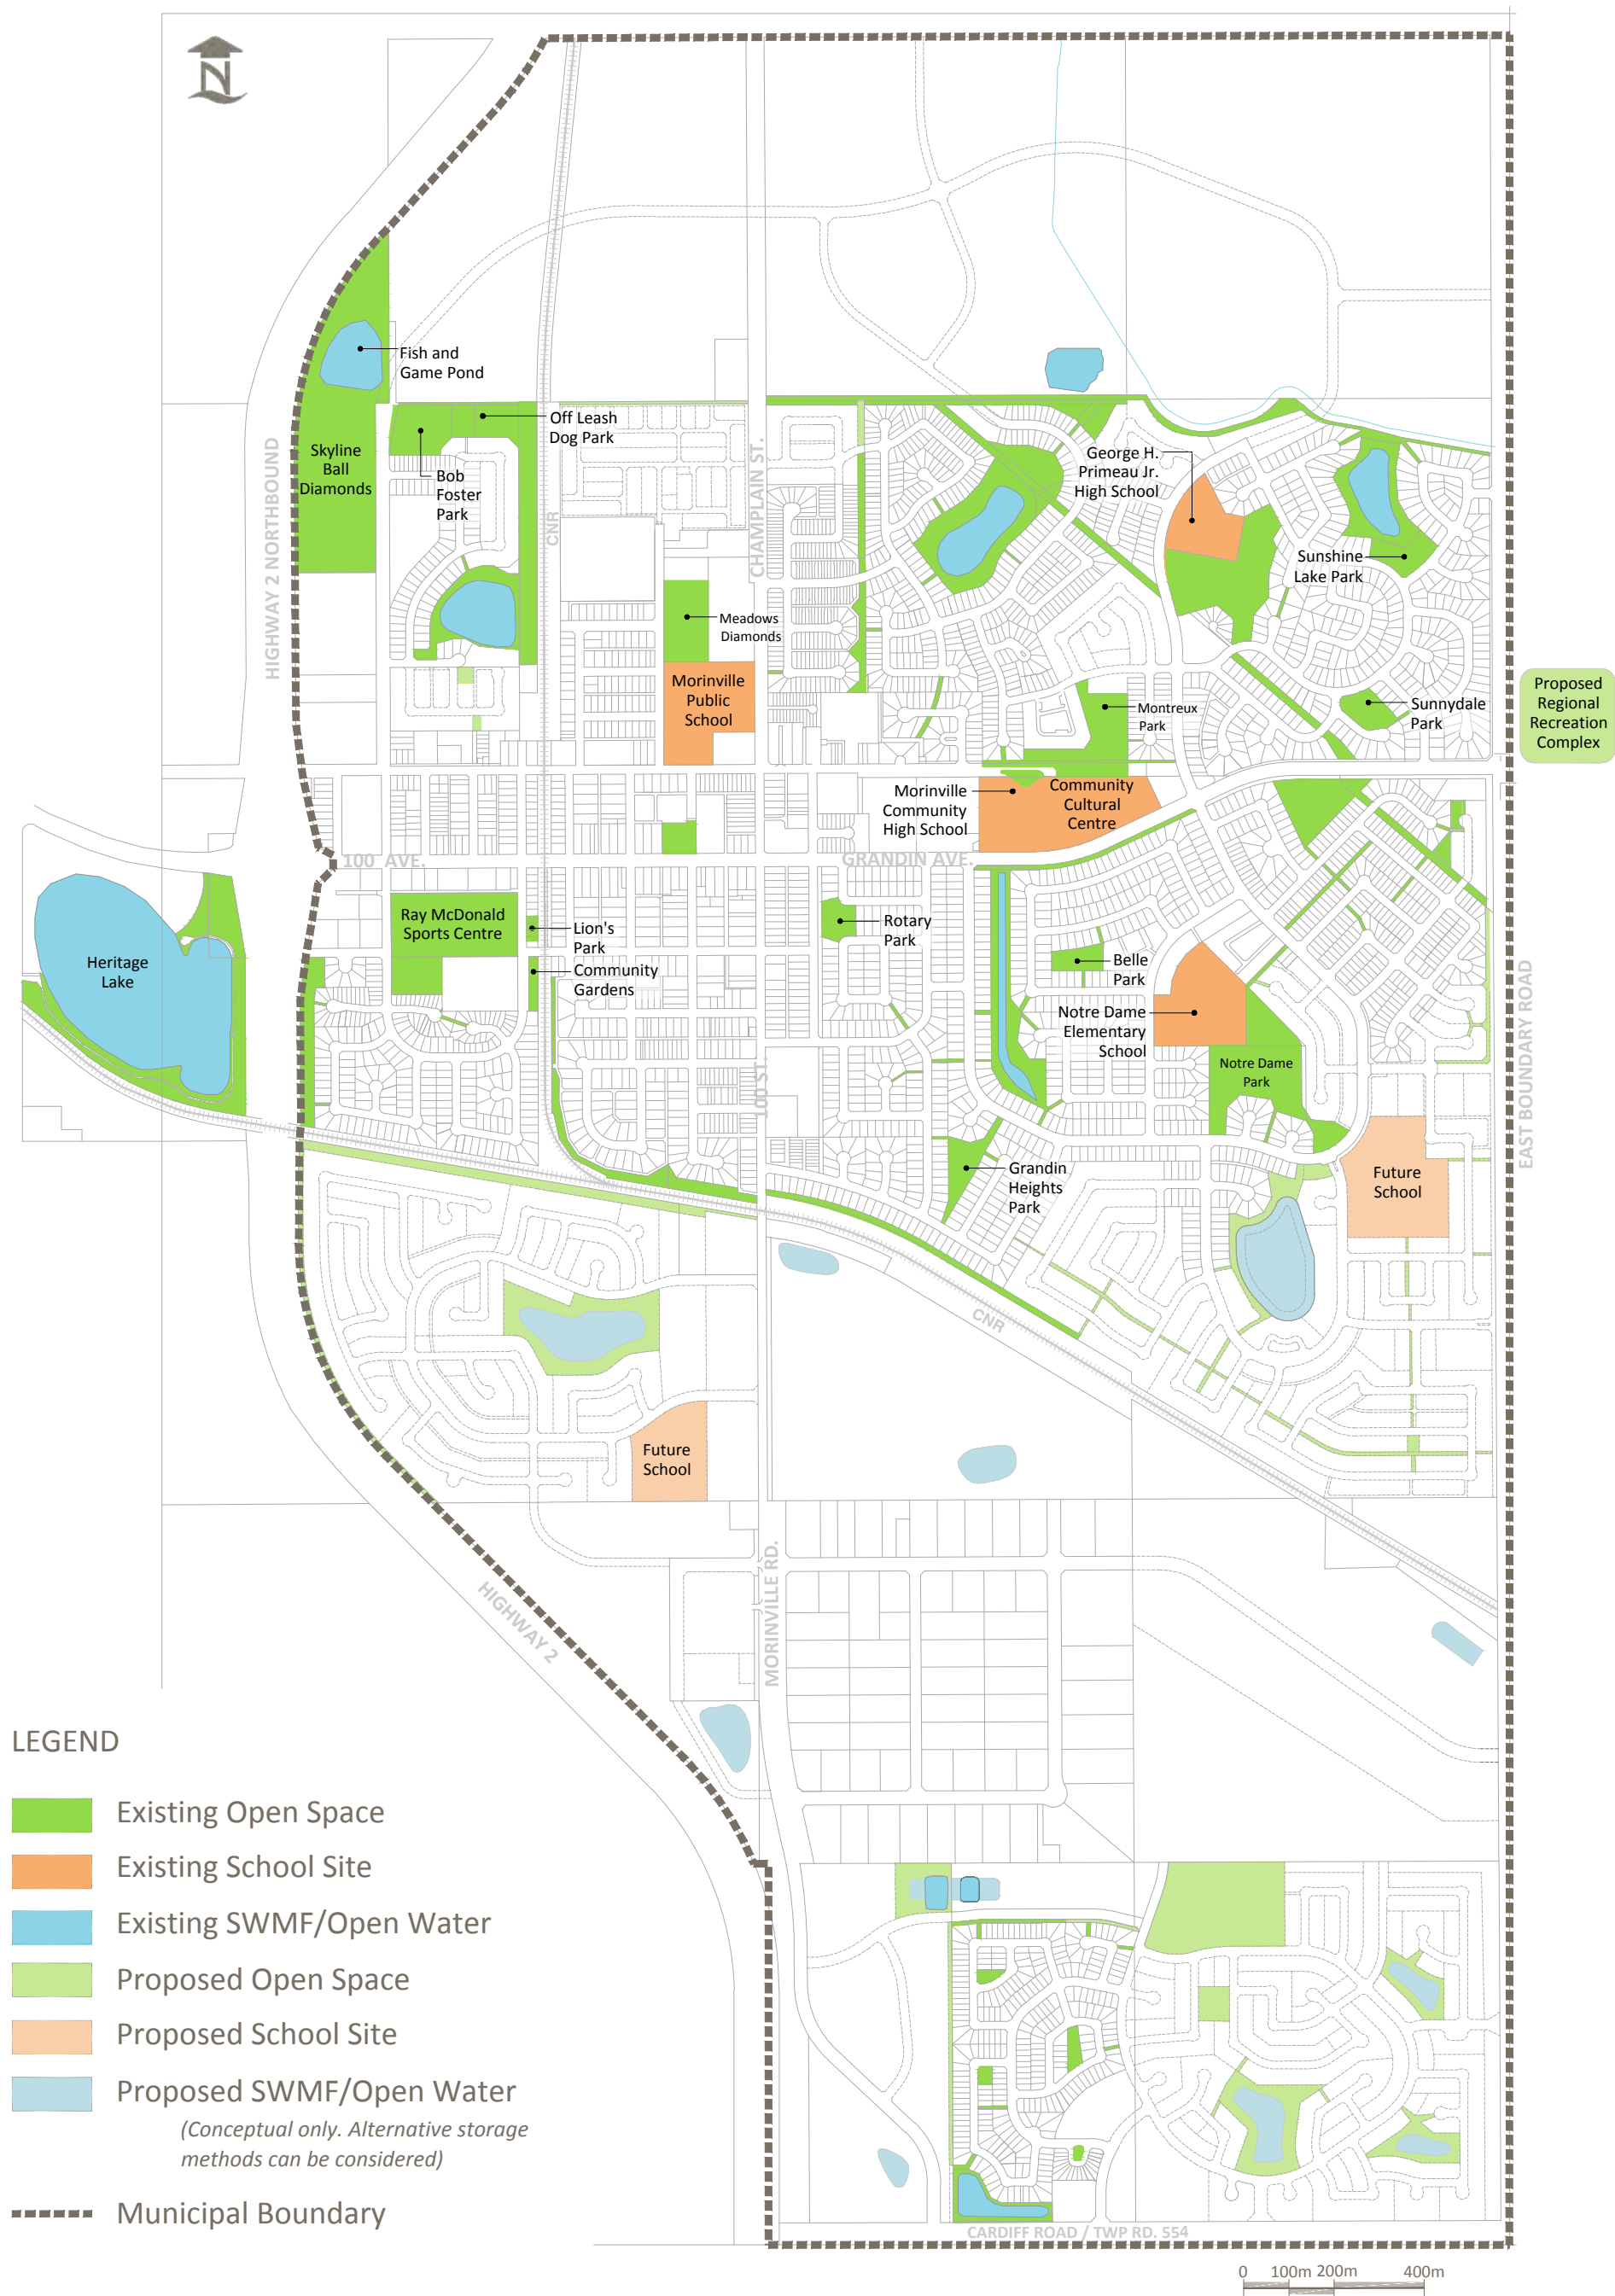 N
Fish and
Game Pond
Off Leash
Dog Park
Skyline
Ball
Diamonds
Bob
Foster
Park
HIGHWAY 2 NORTHBOUND
CNR
CHAMPLAIN ST.
George H.
Primeau Jr.
High School
Sunshine
Lake Park
Meadows
Diamonds
Morinville
Public
School
Montreux
Park
Sunnydale
Park
Proposed
Regional
Recreation
Complex
Morinville
Community
High School
Community
Cultural
Centre
100 AVE.
GRANDIN AVE.
Ray McDonald
Sports Centre
Lion's
Park
Community
Gardens
Rotary
Park
Belle
Park
Heritage
Lake
Notre Dame
Elementary
School
Notre Dame
Park
EAST BOUNDARY ROAD
100 ST.
Grandin
Heights
Park
Future
School
CNR
Future
School
HIGHWAY 2
MORINVILLE RD.
LEGEND
Existing Open Space
Existing School Site
Existing SWMF/Open Water
Proposed Open Space
Proposed School Site
Proposed SWMF/Open Water
(Conceptual only. Alternative storage
methods can be considered)
Municipal Boundary
CARDIFF ROAD / TWP RD. 554
0 100m 200m 400m